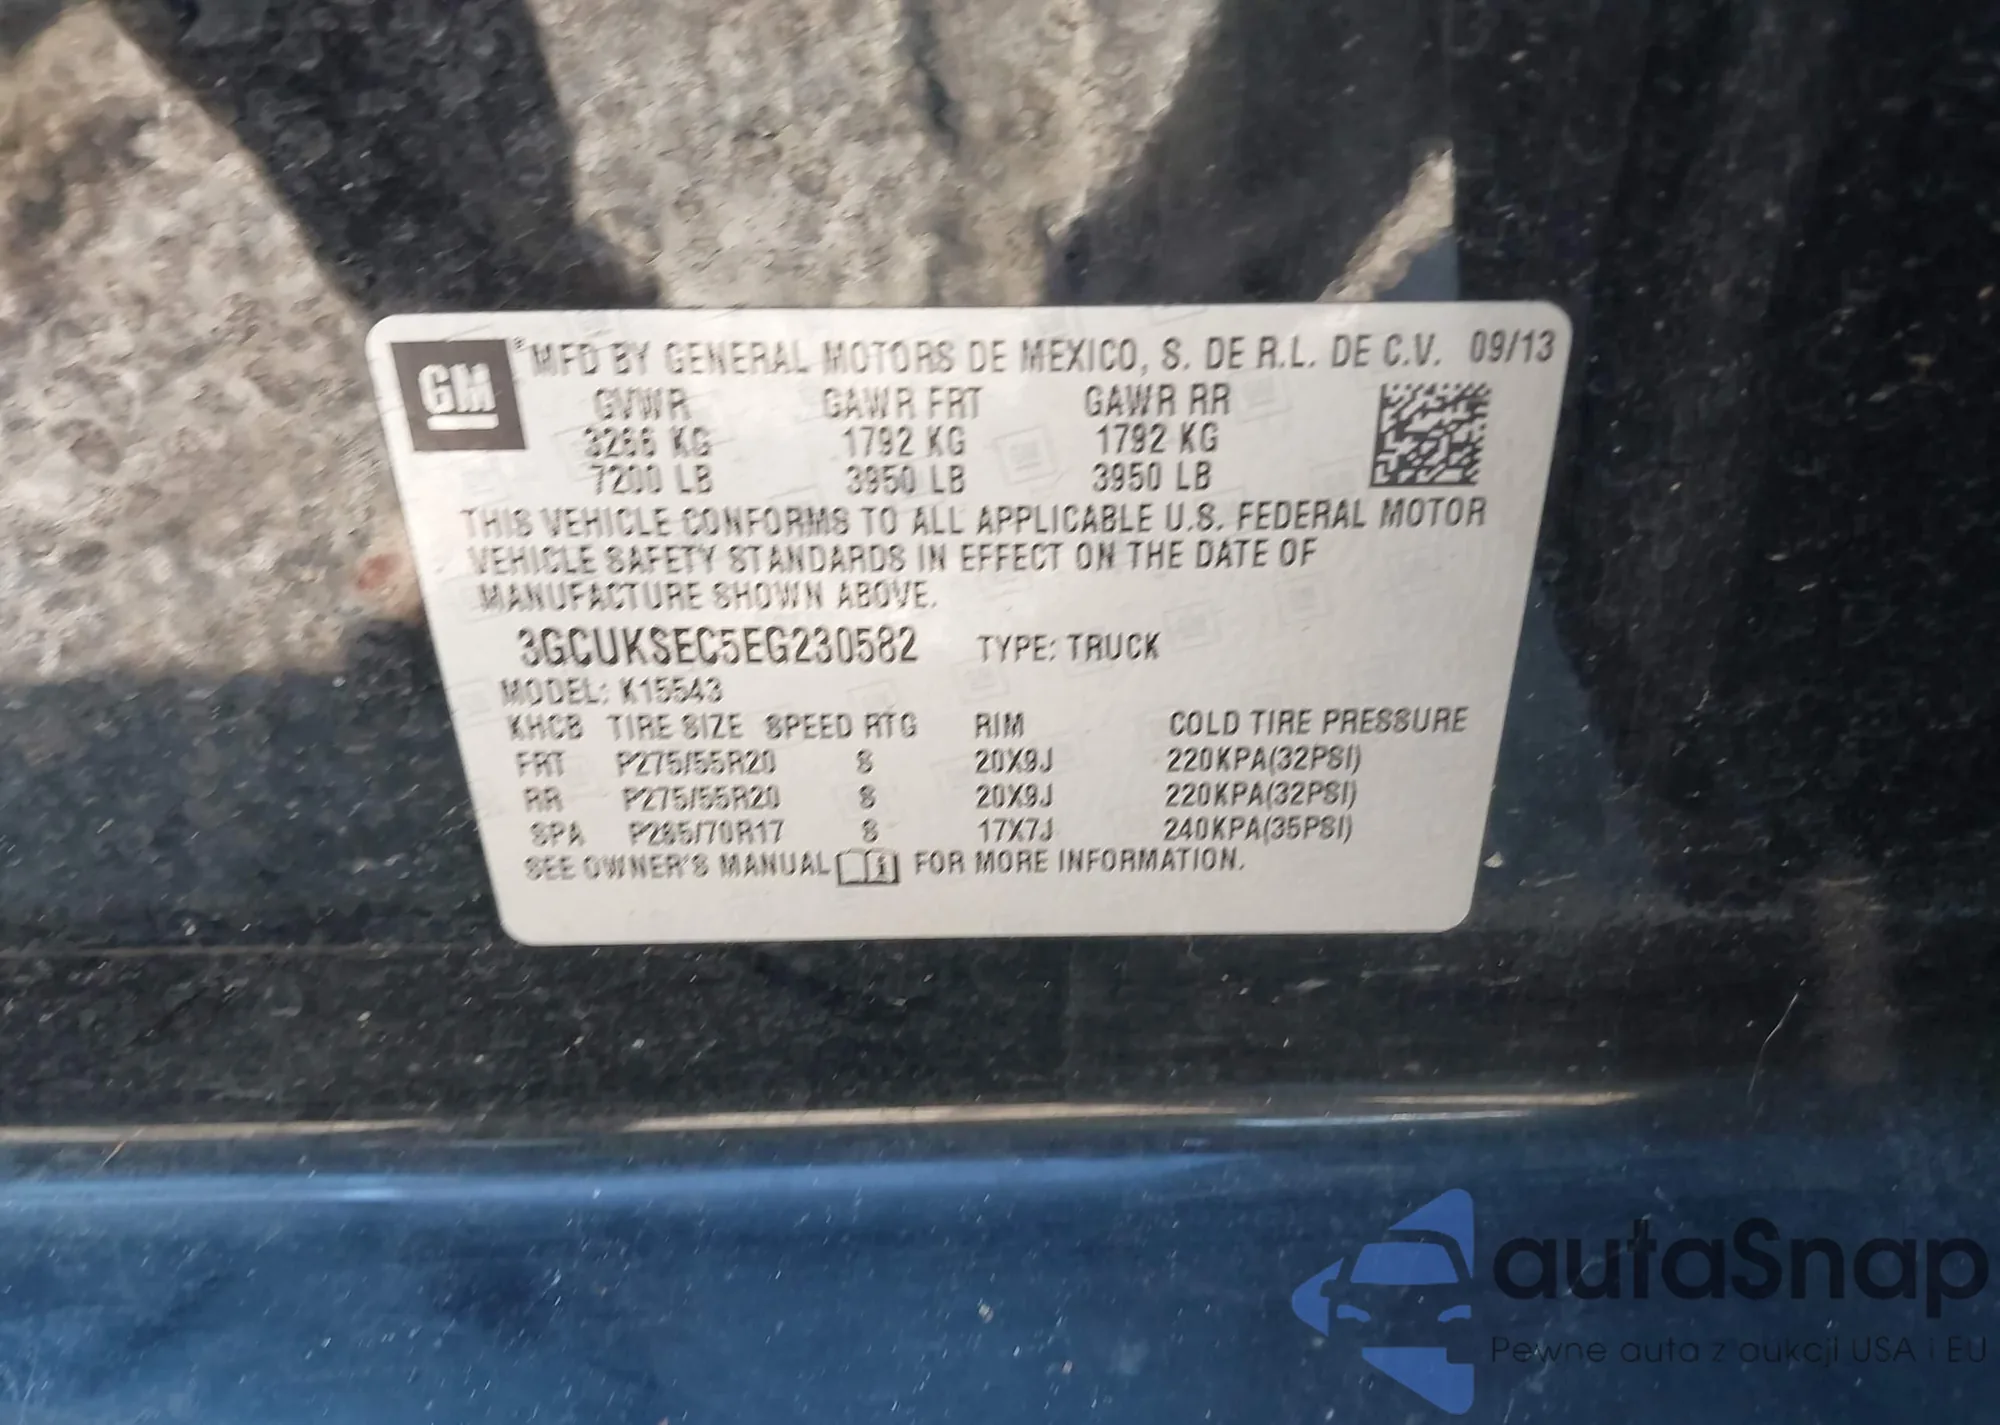 GM ® MFD BY GENERAL MOTORS DE MEXICO, S. DE R.L. DE C.V. 09/13
GVWR GAWR FRT GAWR RR
3266 KG 1792 KG 1792 KG
7200 LB 3950 LB 3950 LB
THIS VEHICLE CONFORMS TO ALL APPLICABLE U.S. FEDERAL MOTOR
VEHICLE SAFETY STANDARDS IN EFFECT ON THE DATE OF
MANUFACTURE SHOWN ABOVE.
3GCUKSEC5EG230582 TYPE: TRUCK
MODEL: K15543
KHCB TIRE SIZE SPEED RTG RIM COLD TIRE PRESSURE
FRT P275/55R20 S 20X9J 220KPA(32PSI)
RR P275/55R20 S 20X9J 220KPA(32PSI)
SPA P265/70R17 S 17X7J 240KPA(35PSI)
SEE OWNER'S MANUAL FOR MORE INFORMATION.
autaSnap
Pewne auta z aukcji USA i EU